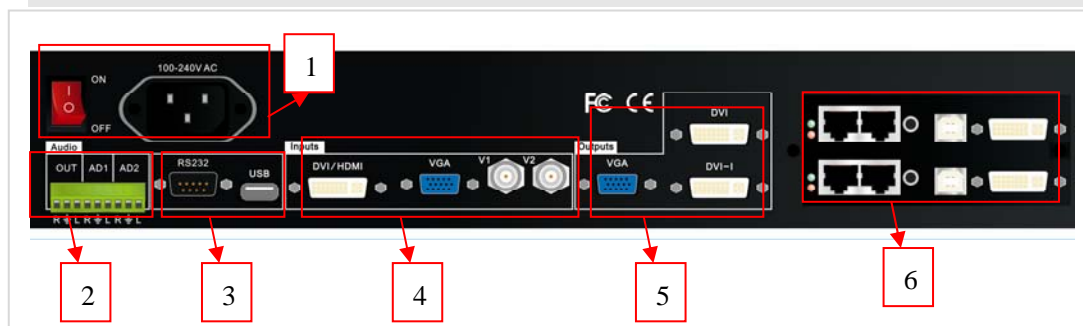 1
100-240V AC
ON
OFF
FC CE
DVI
Audio
Inputs
Outputs
OUT AD1 AD2
RS232
USB
DVI/HDMI
VGA
V1
V2
VGA
DVI-I
R L R L R L
2
3
4
5
6